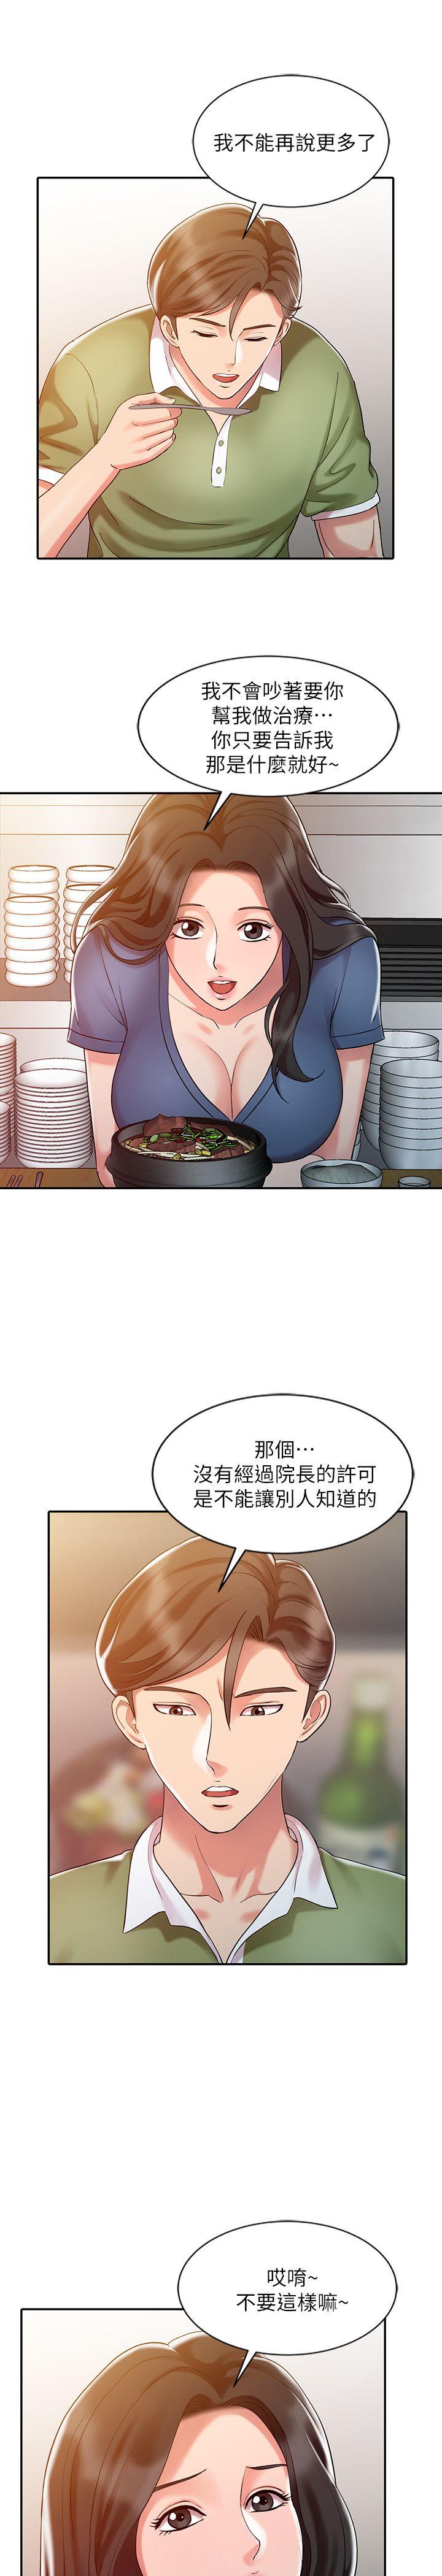 我不能再說更多了
我不會吵著要你
幫我做治療…
你只要告訴我
那是什麼就好~
那個…
沒有經過院長的許可
是不能讓別人知道的
哎唷~
不要這樣嘛~